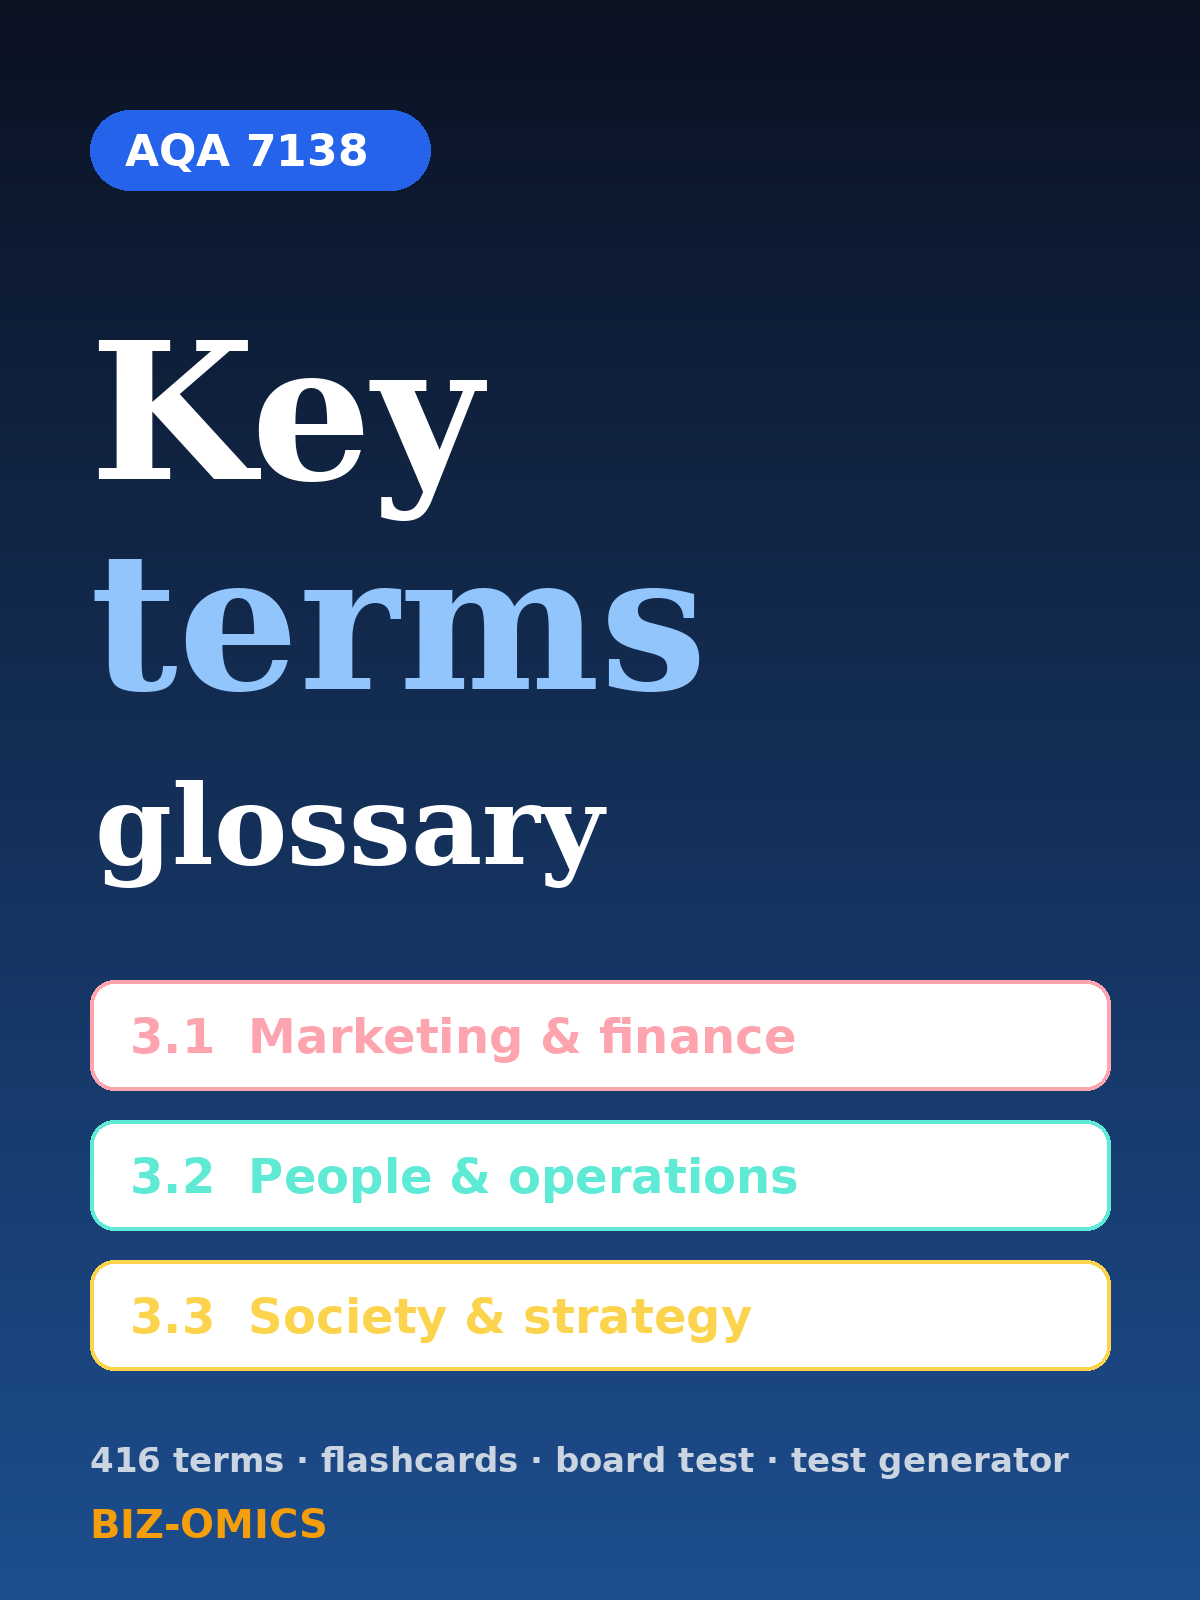 AQA 7138
Key
terms
glossary
3.1 Marketing & finance
3.2 People & operations
3.3 Society & strategy
416 terms · flashcards · board test · test generator
BIZ-OMICS